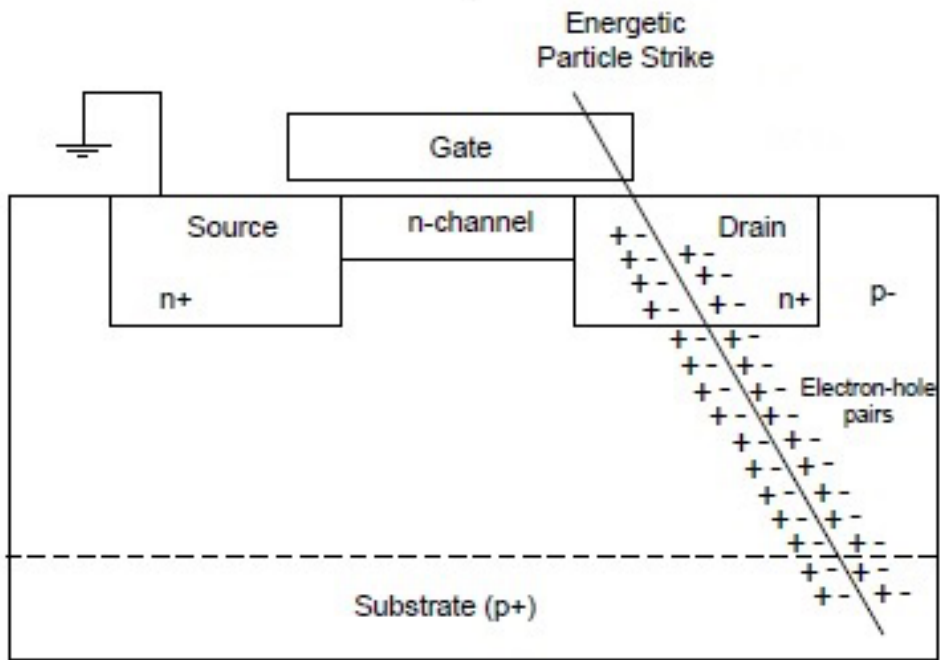 Energetic
Particle Strike
Gate
Source
n-channel
Drain
n+
n+
p-
Electron-hole
pairs
Substrate (p+)